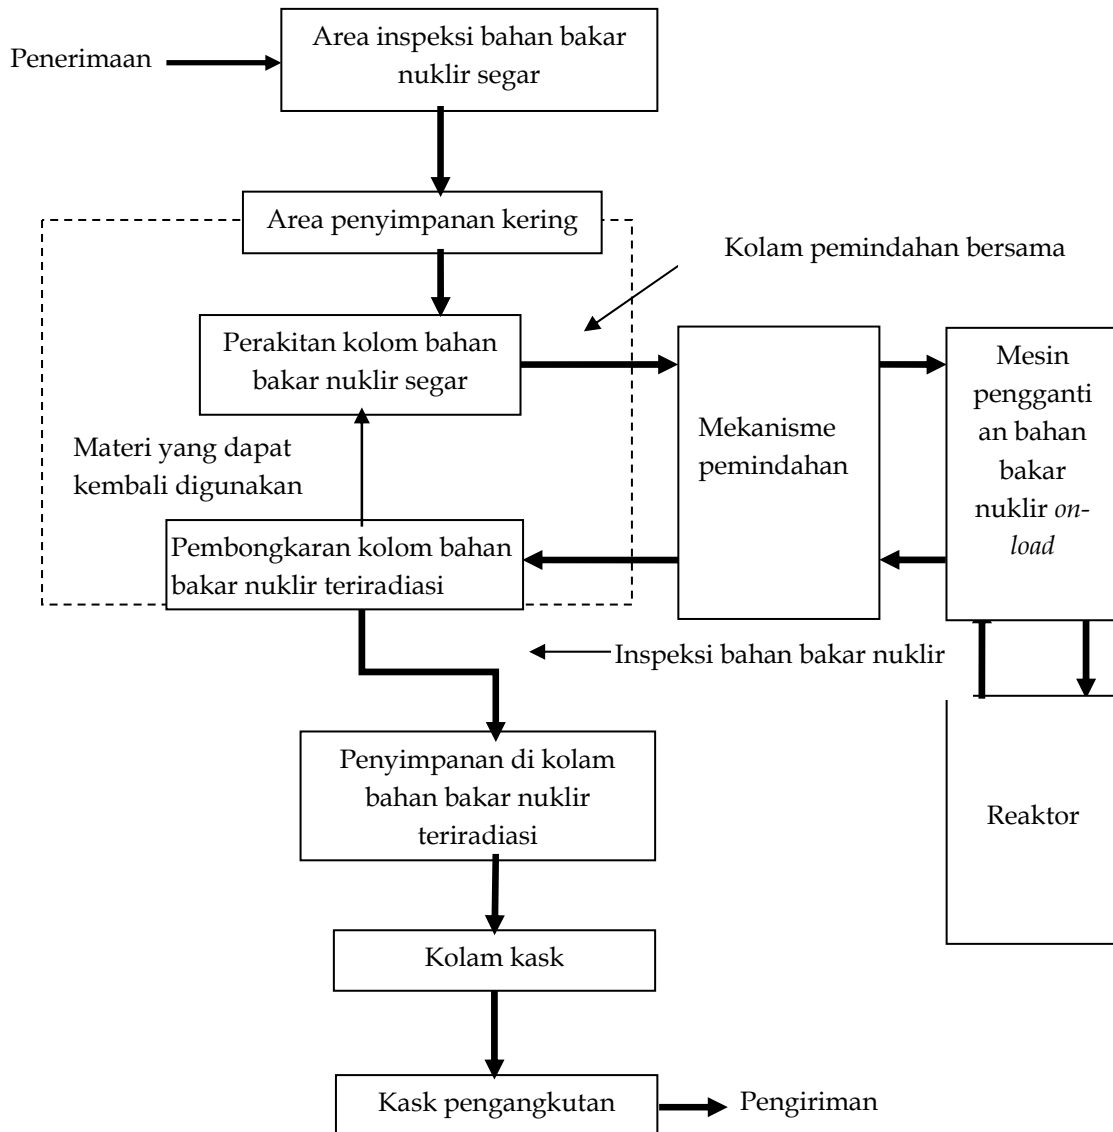 Penerimaan
Area inspeksi bahan bakar
nuklir segar
Area penyimpanan kering
Kolam pemindahan bersama
Perakitan kolom bahan
bakar nuklir segar
Mekanisme
pemindahan
Mesin
pengganti
an bahan
bakar
nuklir on-
load
Materi yang dapat
kembali digunakan
Pembongkaran kolom bahan
bakar nuklir teriradiasi
Inspeksi bahan bakar nuklir
Penyimpanan di kolam
bahan bakar nuklir
teriradiasi
Reaktor
Kolam kask
Kask pengangkutan
Pengiriman